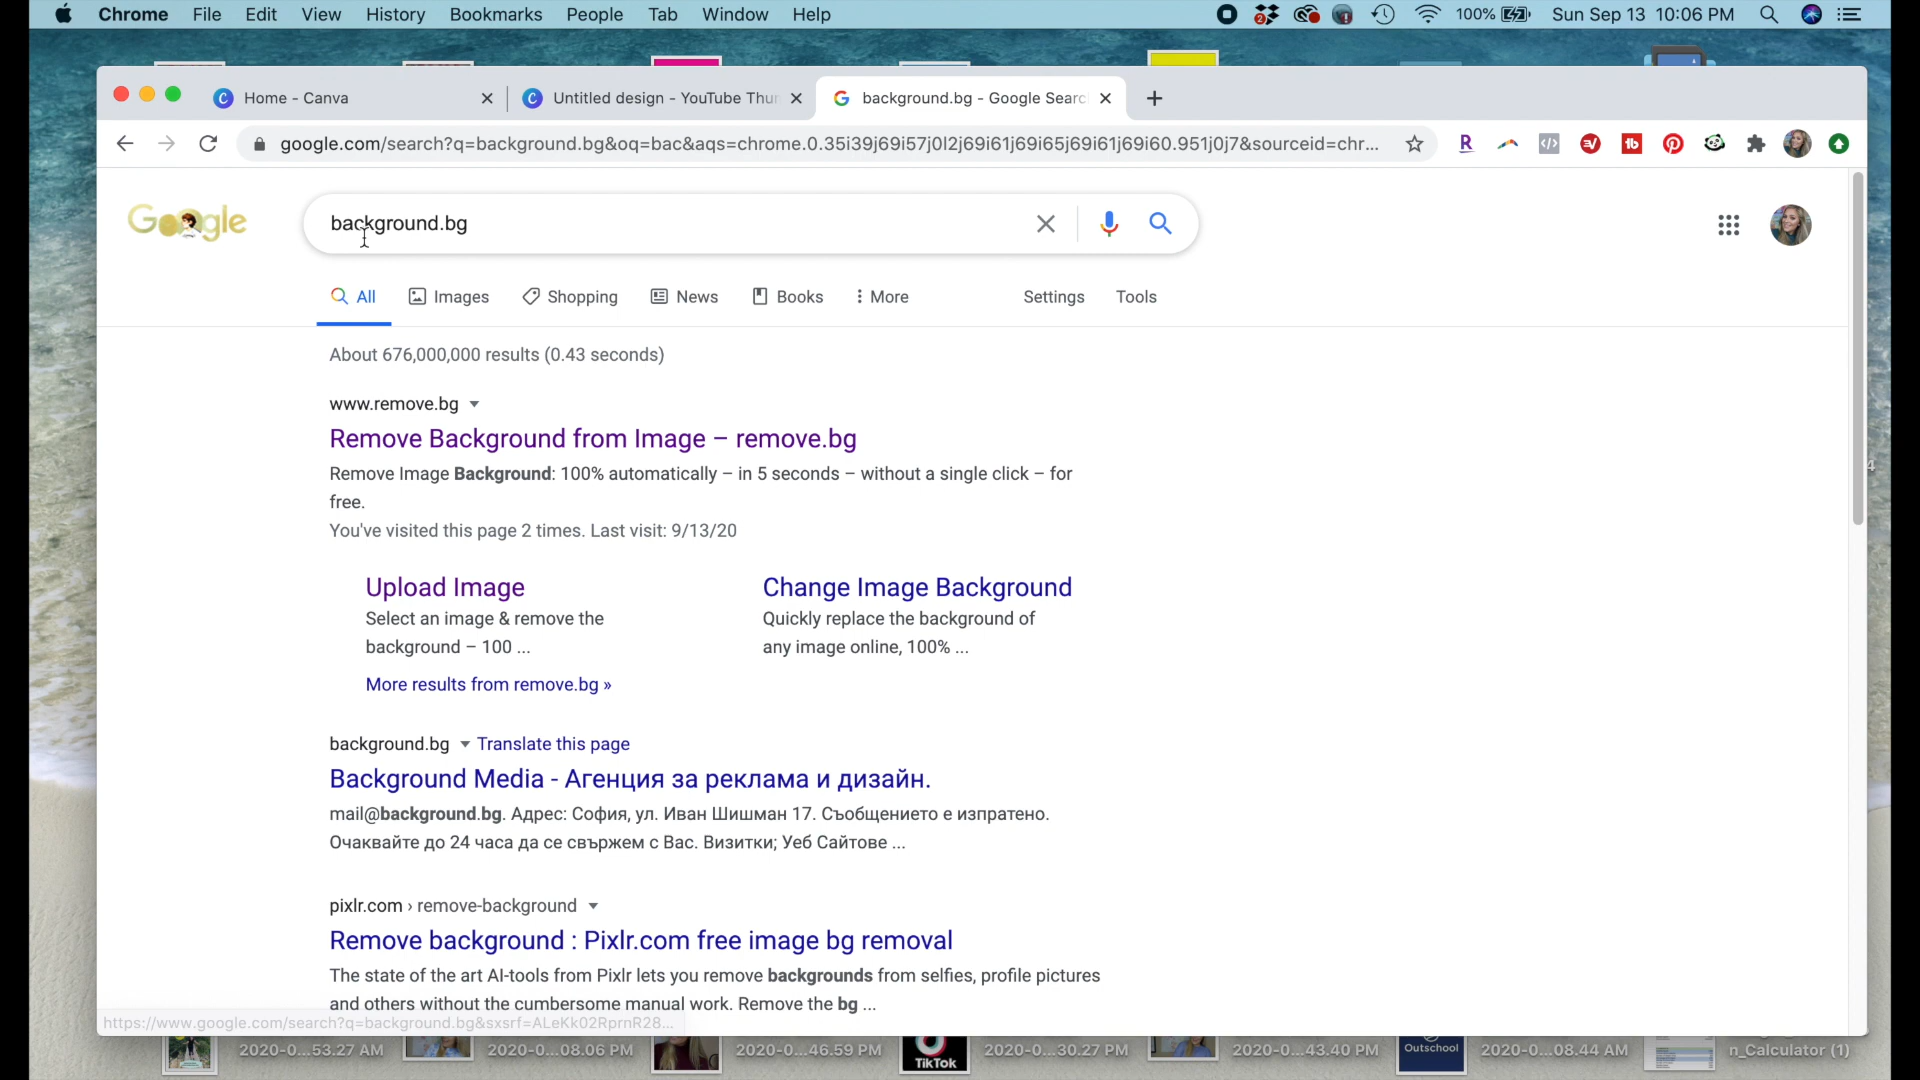 Chrome File Edit View History Bookmarks People Tab Window Help 2 100% Sun Sep 13 10:06 PM
Home - Canva Untitled design - YouTube Thu background.bg - Google Searc
google.com/search?q=background.bg&oq=bac&aqs=chrome.0.35i39j69i57j0l2j69i61j69i65j69i61j69i60.951j0j7&sourceid=chr... R tb
Google background.bg
All Images Shopping News Books More Settings Tools
About 676,000,000 results (0.43 seconds)
www.remove.bg
Remove Background from Image – remove.bg
Remove Image Background: 100% automatically – in 5 seconds – without a single click – for
free.
You've visited this page 2 times. Last visit: 9/13/20
Upload Image Change Image Background
Select an image & remove the Quickly replace the background of
background – 100 ... any image online, 100% ...
More results from remove.bg »
background.bg Translate this page
Background Media - Агенция за реклама и дизайн.
mail@background.bg. Адрес: София, ул. Иван Шишман 17. Съобщението е изпратено.
Очаквайте до 24 часа да се свържем с Вас. Визитки; Уеб Сайтове ...
pixlr.com › remove-background
Remove background : Pixlr.com free image bg removal
The state of the art AI-tools from Pixlr lets you remove backgrounds from selfies, profile pictures
and others without the cumbersome manual work. Remove the bg ...
https://www.google.com/search?q=background.bg&sxsrf=ALeKk02RprnR28...
2020-0...53.27 AM 2020-0...08.06 PM 2020-0...46.59 PM TikTok 2020-0...30.27 PM 2020-0...43.40 PM Outschool 2020-0...08.44 AM n_Calculator (1)